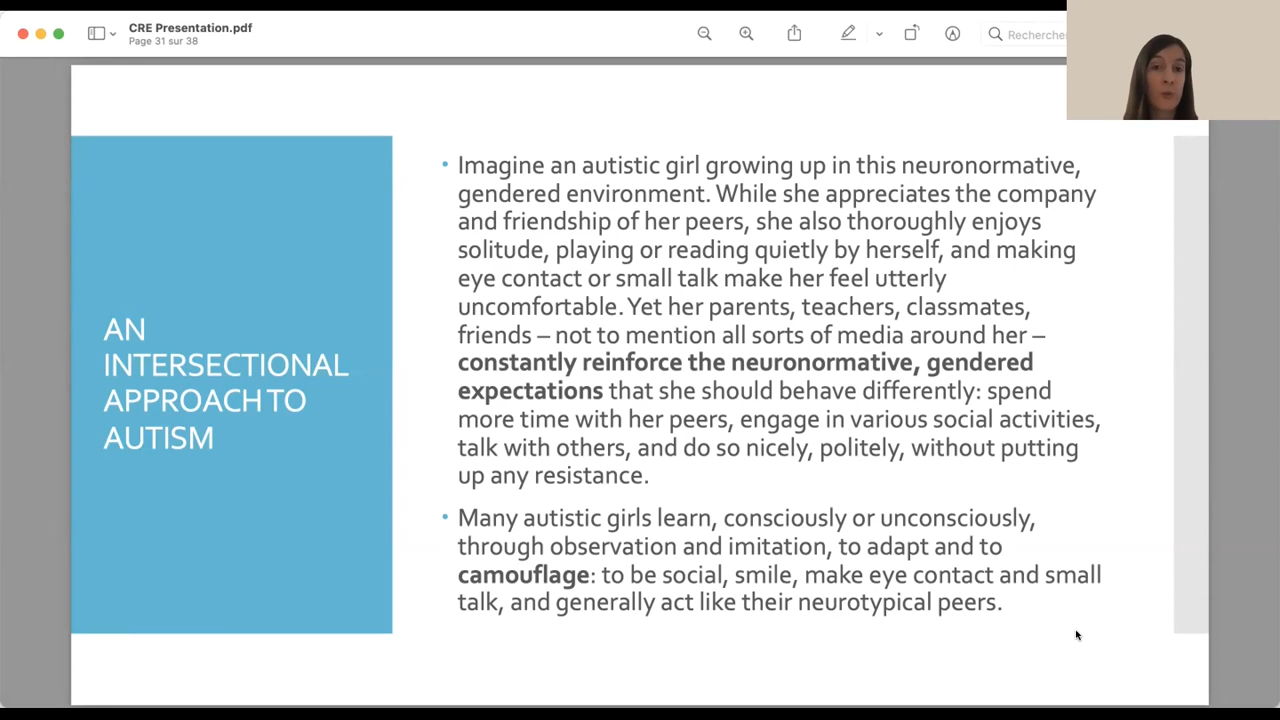 CRE Presentation.pdf
Page 31 sur 38
Rechercher
AN
INTERSECTIONAL
APPROACH TO
AUTISM
• Imagine an autistic girl growing up in this neuronormative,
gendered environment. While she appreciates the company
and friendship of her peers, she also thoroughly enjoys
solitude, playing or reading quietly by herself, and making
eye contact or small talk make her feel utterly
uncomfortable. Yet her parents, teachers, classmates,
friends – not to mention all sorts of media around her –
constantly reinforce the neuronormative, gendered
expectations that she should behave differently: spend
more time with her peers, engage in various social activities,
talk with others, and do so nicely, politely, without putting
up any resistance.
• Many autistic girls learn, consciously or unconsciously,
through observation and imitation, to adapt and to
camouflage: to be social, smile, make eye contact and small
talk, and generally act like their neurotypical peers.